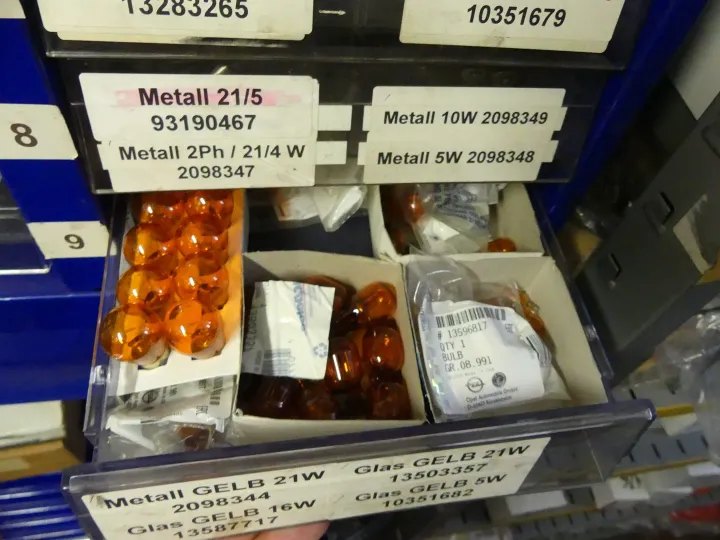 13283265
10351679
Metall 21/5
93190467
Metall 2Ph / 21/4 W
2098347
Metall 10W 2098349
Metall 5W 2098348
8
9
# 13596817
QTY 1
BULB
GR.08.991
Metall GELB 21W
2098344
Glas GELB 21W
13503357
Glas GELB 16W
13587717
Glas GELB 5W
10351682